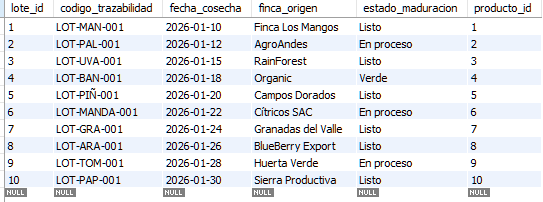 lote_id codigo_trazabilidad fecha_cosecha finca_origen estado_maduracion producto_id
1 LOT-MAN-001 2026-01-10 Finca Los Mangos Listo 1
2 LOT-PAL-001 2026-01-12 AgroAndes En proceso 2
3 LOT-UVA-001 2026-01-15 RainForest Listo 3
4 LOT-BAN-001 2026-01-18 Organic Verde 4
5 LOT-PIÑ-001 2026-01-20 Campos Dorados Listo 5
6 LOT-MANDA-001 2026-01-22 Cítricos SAC En proceso 6
7 LOT-GRA-001 2026-01-24 Granadas del Valle Listo 7
8 LOT-ARA-001 2026-01-26 BlueBerry Export Listo 8
9 LOT-TOM-001 2026-01-28 Huerta Verde En proceso 9
10 LOT-PAP-001 2026-01-30 Sierra Productiva Listo 10
NULL NULL NULL NULL NULL NULL